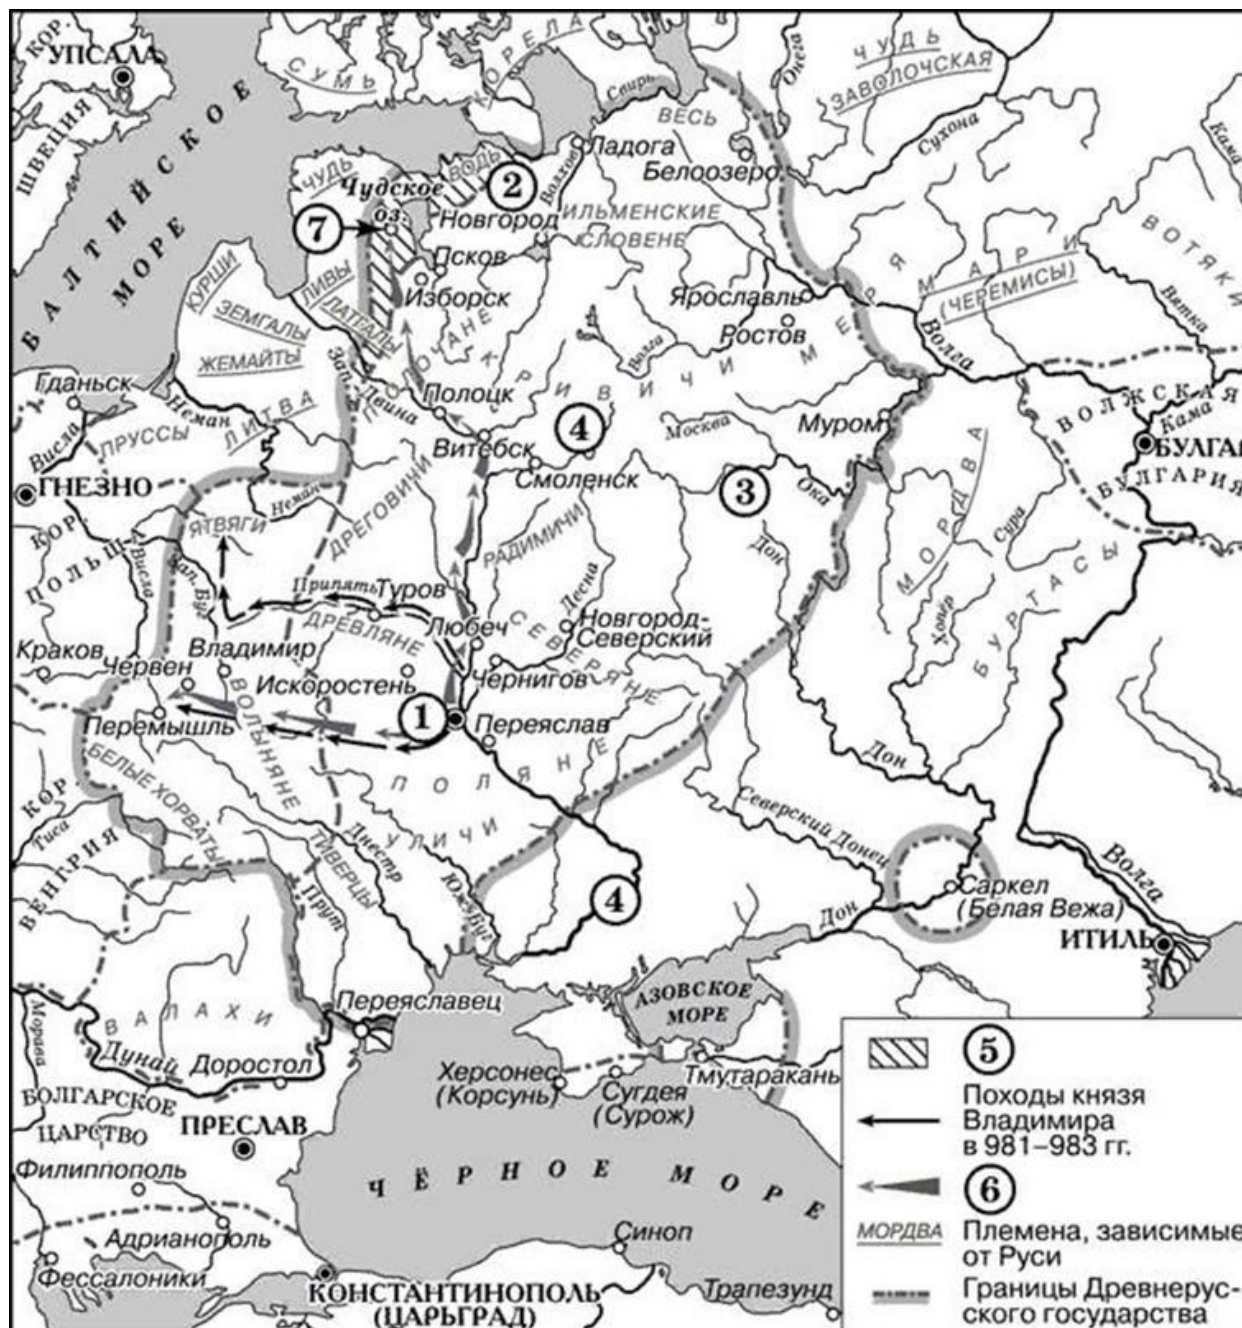 КОР.
УПСАЛА
ШВЕЦИЯ
БАЛТИЙСКОЕ
МОРЕ
СУМЬ
КОРЕЛА
Свирь
Онега
ЧУДЬ
ЗАВОЛОЧСКАЯ
Сухона
Кама
ВЕСЬ
Ладога
Белоозеро
ЧУДЬ
ВОДЬ
2
Волхов
Чудское
оз.
7
Новгород
ИЛЬМЕНСКИЕ
СЛОВЕНЕ
Псков
Изборск
КУРШИ
ЗЕМГАЛЫ
ЖЕМАЙТЫ
ЛИВЫ
ЛАТГАЛЫ
Ярославль
Ростов
МЕРЯ
МАРИ
(ЧЕРЕМИСЫ)
ВОТЯКИ
Вятка
Волга
Волга
ПОЛОЧАНЕ
КРИВИЧИ
Зап. Двина
Полоцк
Витебск
4
Смоленск
Москва
Муром
3
Ока
Гданьск
Висла
ПРУССЫ
Неман
ЛИТВА
ГНЕЗНО
КОР.
ПОЛЬША
Висла
Зап. Буг
ЯТВЯГИ
Неман
ДРЕГОВИЧИ
РАДИМИЧИ
Дон
МОРДВА
Сура
ВОЛЖСКАЯ
Кама
БУЛГАР
БУЛГАРИЯ
БУРТАСЫ
Хопёр
Припять
Туров
ДРЕВЛЯНЕ
Любеч
Десна
Новгород-
Северский
СЕВЕРЯНЕ
Краков
Червен
Владимир
Искоростень
Чернигов
1
Переяслав
Перемышль
ВОЛЫНЯНЕ
БЕЛЫЕ ХОРВАТЫ
ПОЛЯНЕ
УЛИЧИ
ТИВЕРЦЫ
Днестр
Южн. Буг
Прут
КОР.
Тиса
ВЕНГРИЯ
Дон
Северский Донец
4
Саркел
(Белая Вежа)
Дон
Волга
ИТИЛЬ
АЗОВСКОЕ
МОРЕ
Переяславец
ВАЛАХИ
Морава
Дунай
Доростол
БОЛГАРСКОЕ
ЦАРСТВО
ПРЕСЛАВ
Херсонес
(Корсунь)
Сугдея
(Сурож)
Тмутаракань
ЧЁРНОЕ МОРЕ
Филиппополь
Адрианополь
Фессалоники
КОНСТАНТИНОПОЛЬ
(ЦАРЬГРАД)
Синоп
Трапезунд
5
Походы князя
Владимира
в 981–983 гг.
6
МОРДВА
Племена, зависимые
от Руси
Границы Древнерус-
ского государства